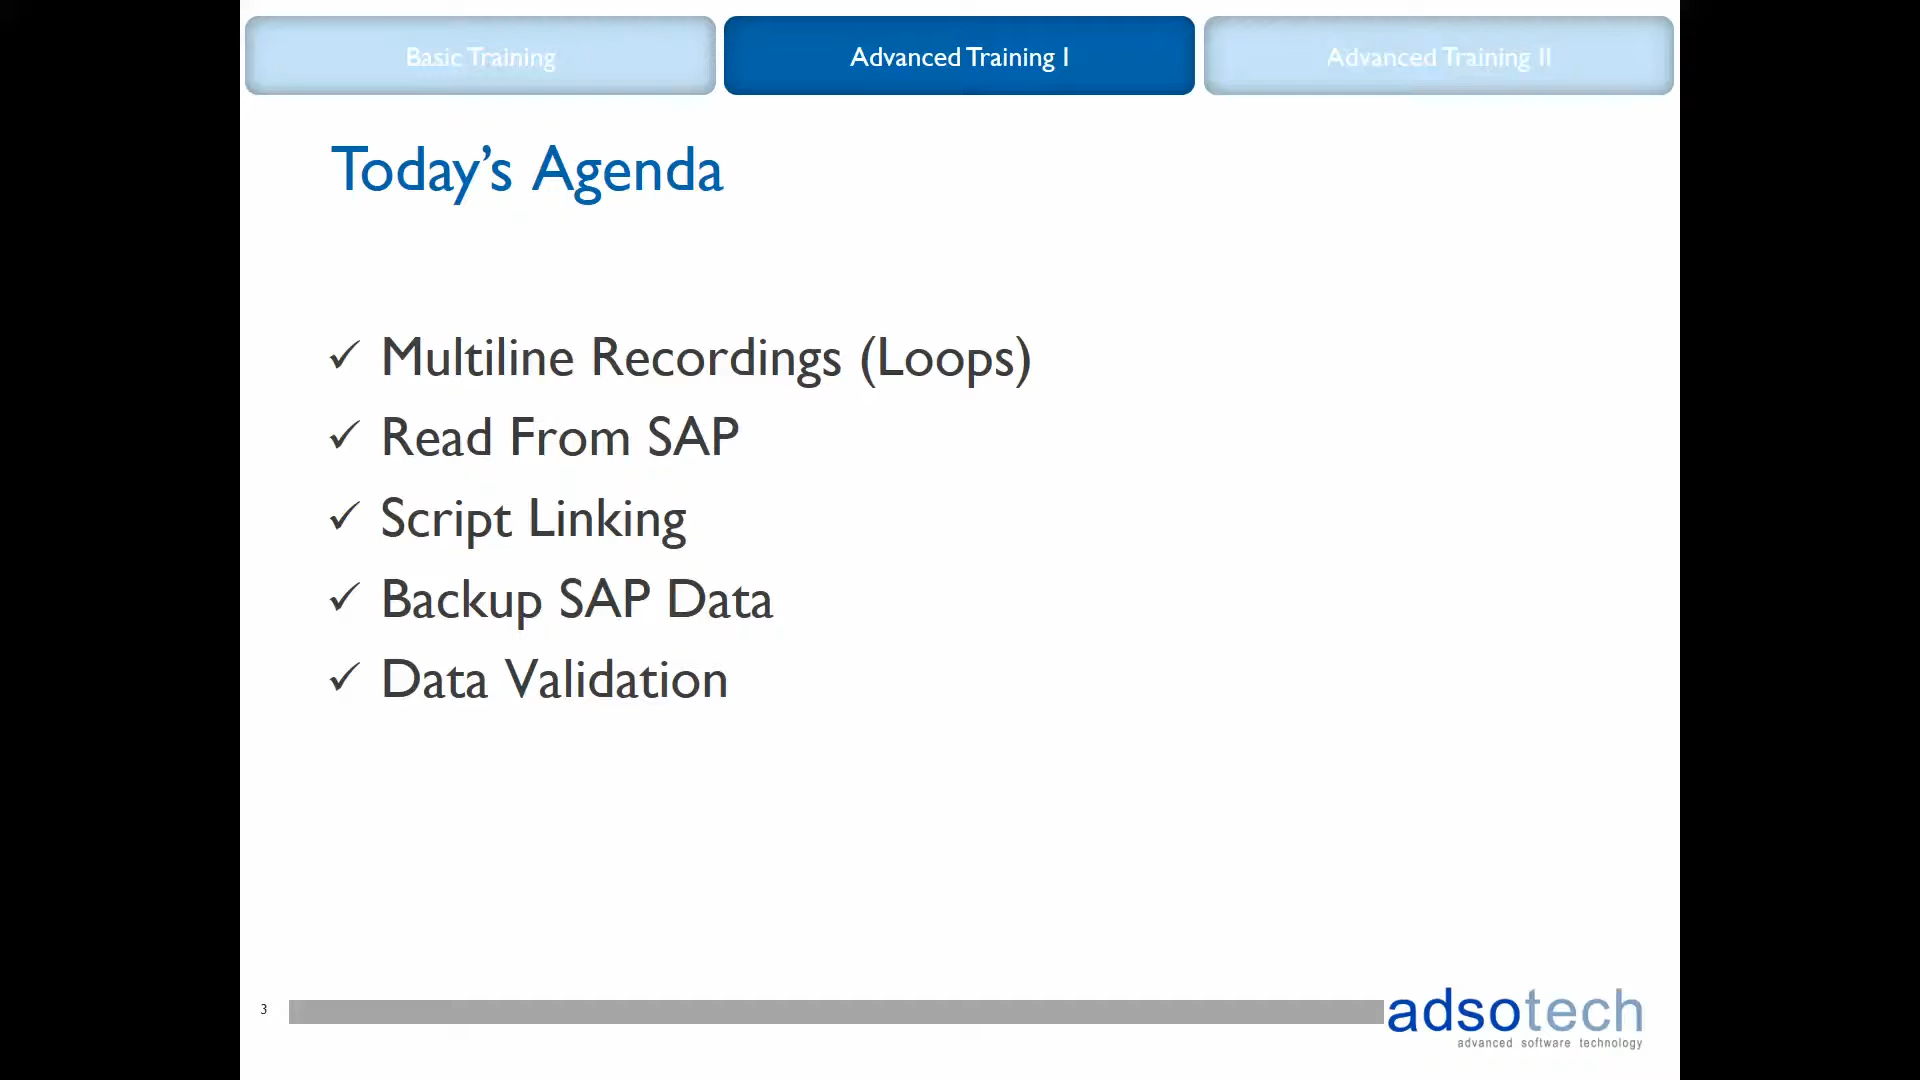 Basic Training
Advanced Training I
Advanced Training II
Today’s Agenda
✓ Multiline Recordings (Loops)
✓ Read From SAP
✓ Script Linking
✓ Backup SAP Data
✓ Data Validation
3
adsotech
advanced software technology